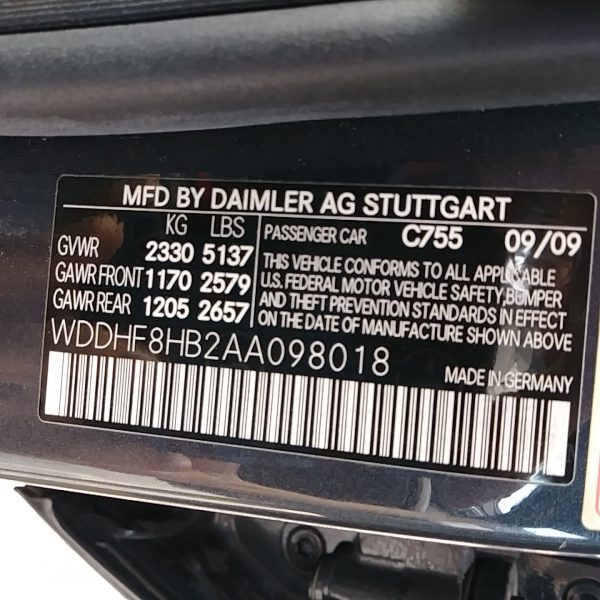 MFD BY DAIMLER AG STUTTGART
KG LBS
GVWR 2330 5137
GAWR FRONT 1170 2579
GAWR REAR 1205 2657
PASSENGER CAR C755 09/09
THIS VEHICLE CONFORMS TO ALL APPLICABLE
U.S. FEDERAL MOTOR VEHICLE SAFETY, BUMPER
AND THEFT PREVENTION STANDARDS IN EFFECT
ON THE DATE OF MANUFACTURE SHOWN ABOVE
WDDHF8HB2AA098018
MADE IN GERMANY